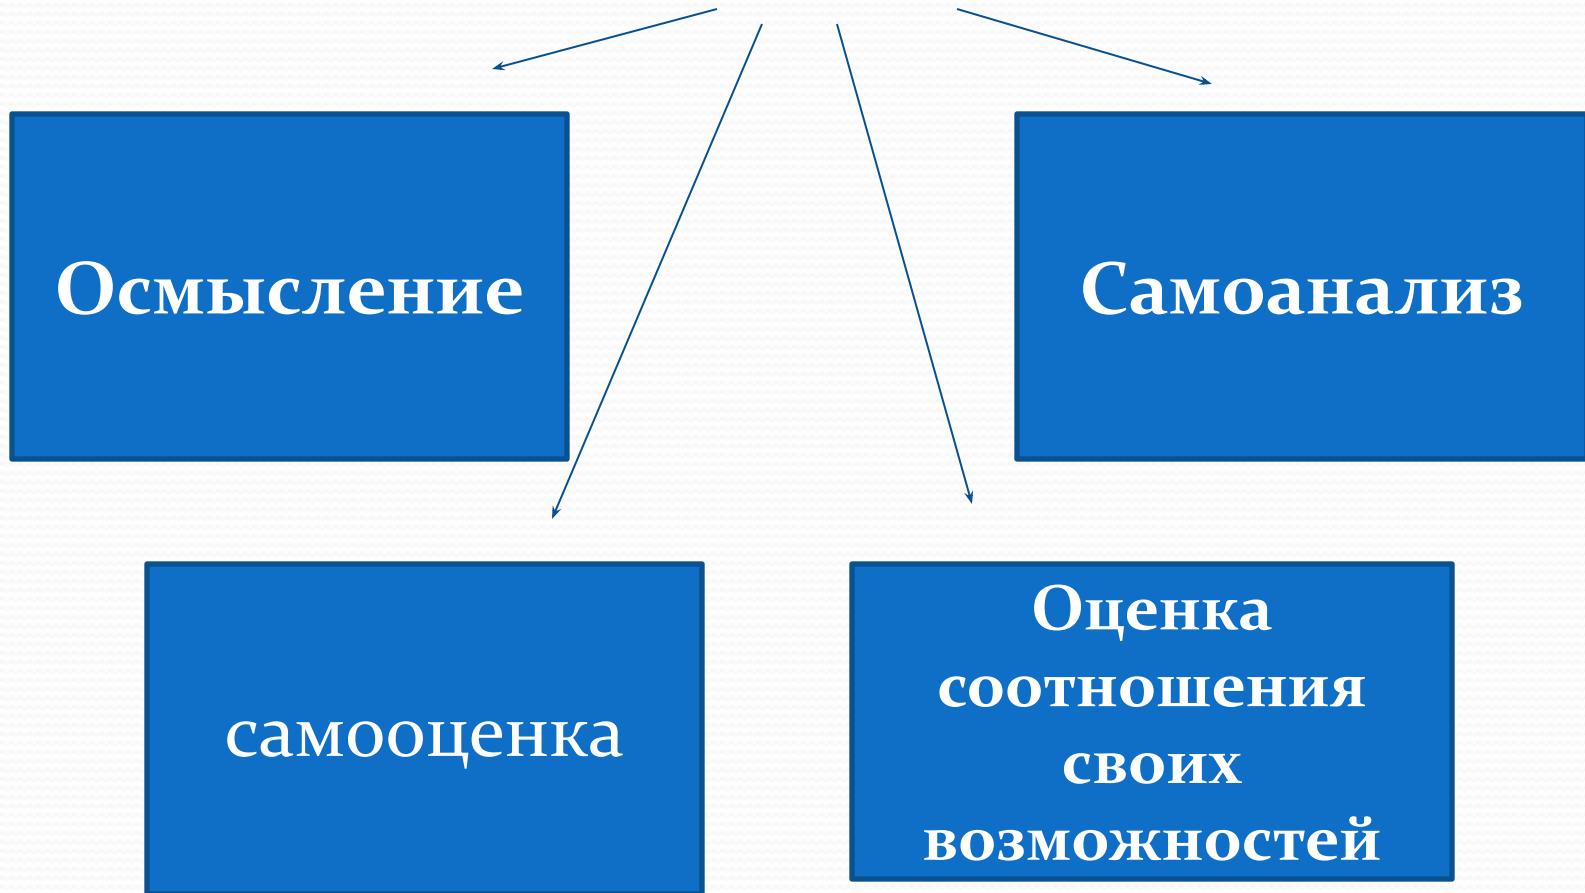 Осмысление
Самоанализ
самооценка
Оценка
соотношения
своих
возможностей